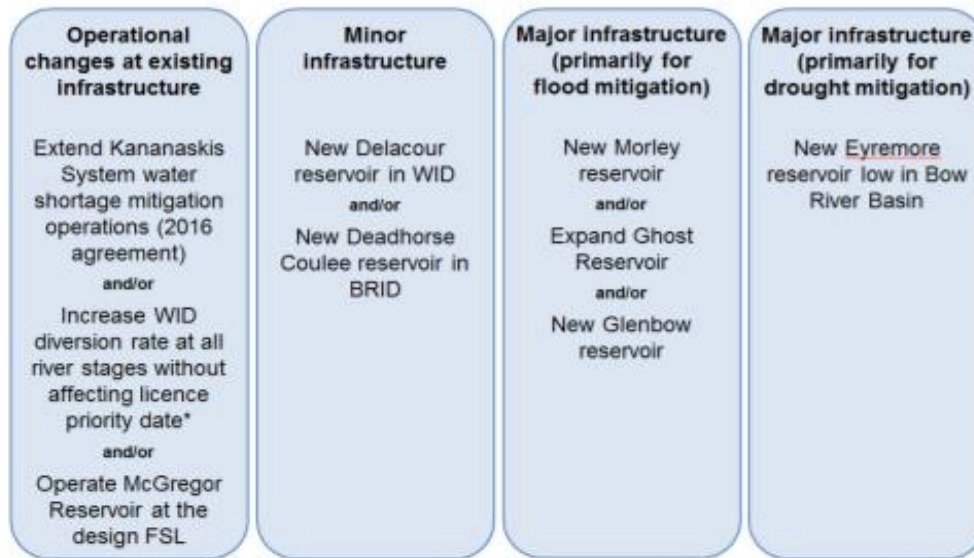 Operational
changes at existing
infrastructure
Extend Kananaskis
System water
shortage mitigation
operations (2016
agreement)
and/or
Increase WID
diversion rate at all
river stages without
affecting licence
priority date*
and/or
Operate McGregor
Reservoir at the
design FSL
Minor
infrastructure
New Delacour
reservoir in WID
and/or
New Deadhorse
Coulee reservoir in
BRID
Major infrastructure
(primarily for
flood mitigation)
New Morley
reservoir
and/or
Expand Ghost
Reservoir
and/or
New Glenbow
reservoir
Major infrastructure
(primarily for
drought mitigation)
New Eyremore
reservoir low in Bow
River Basin